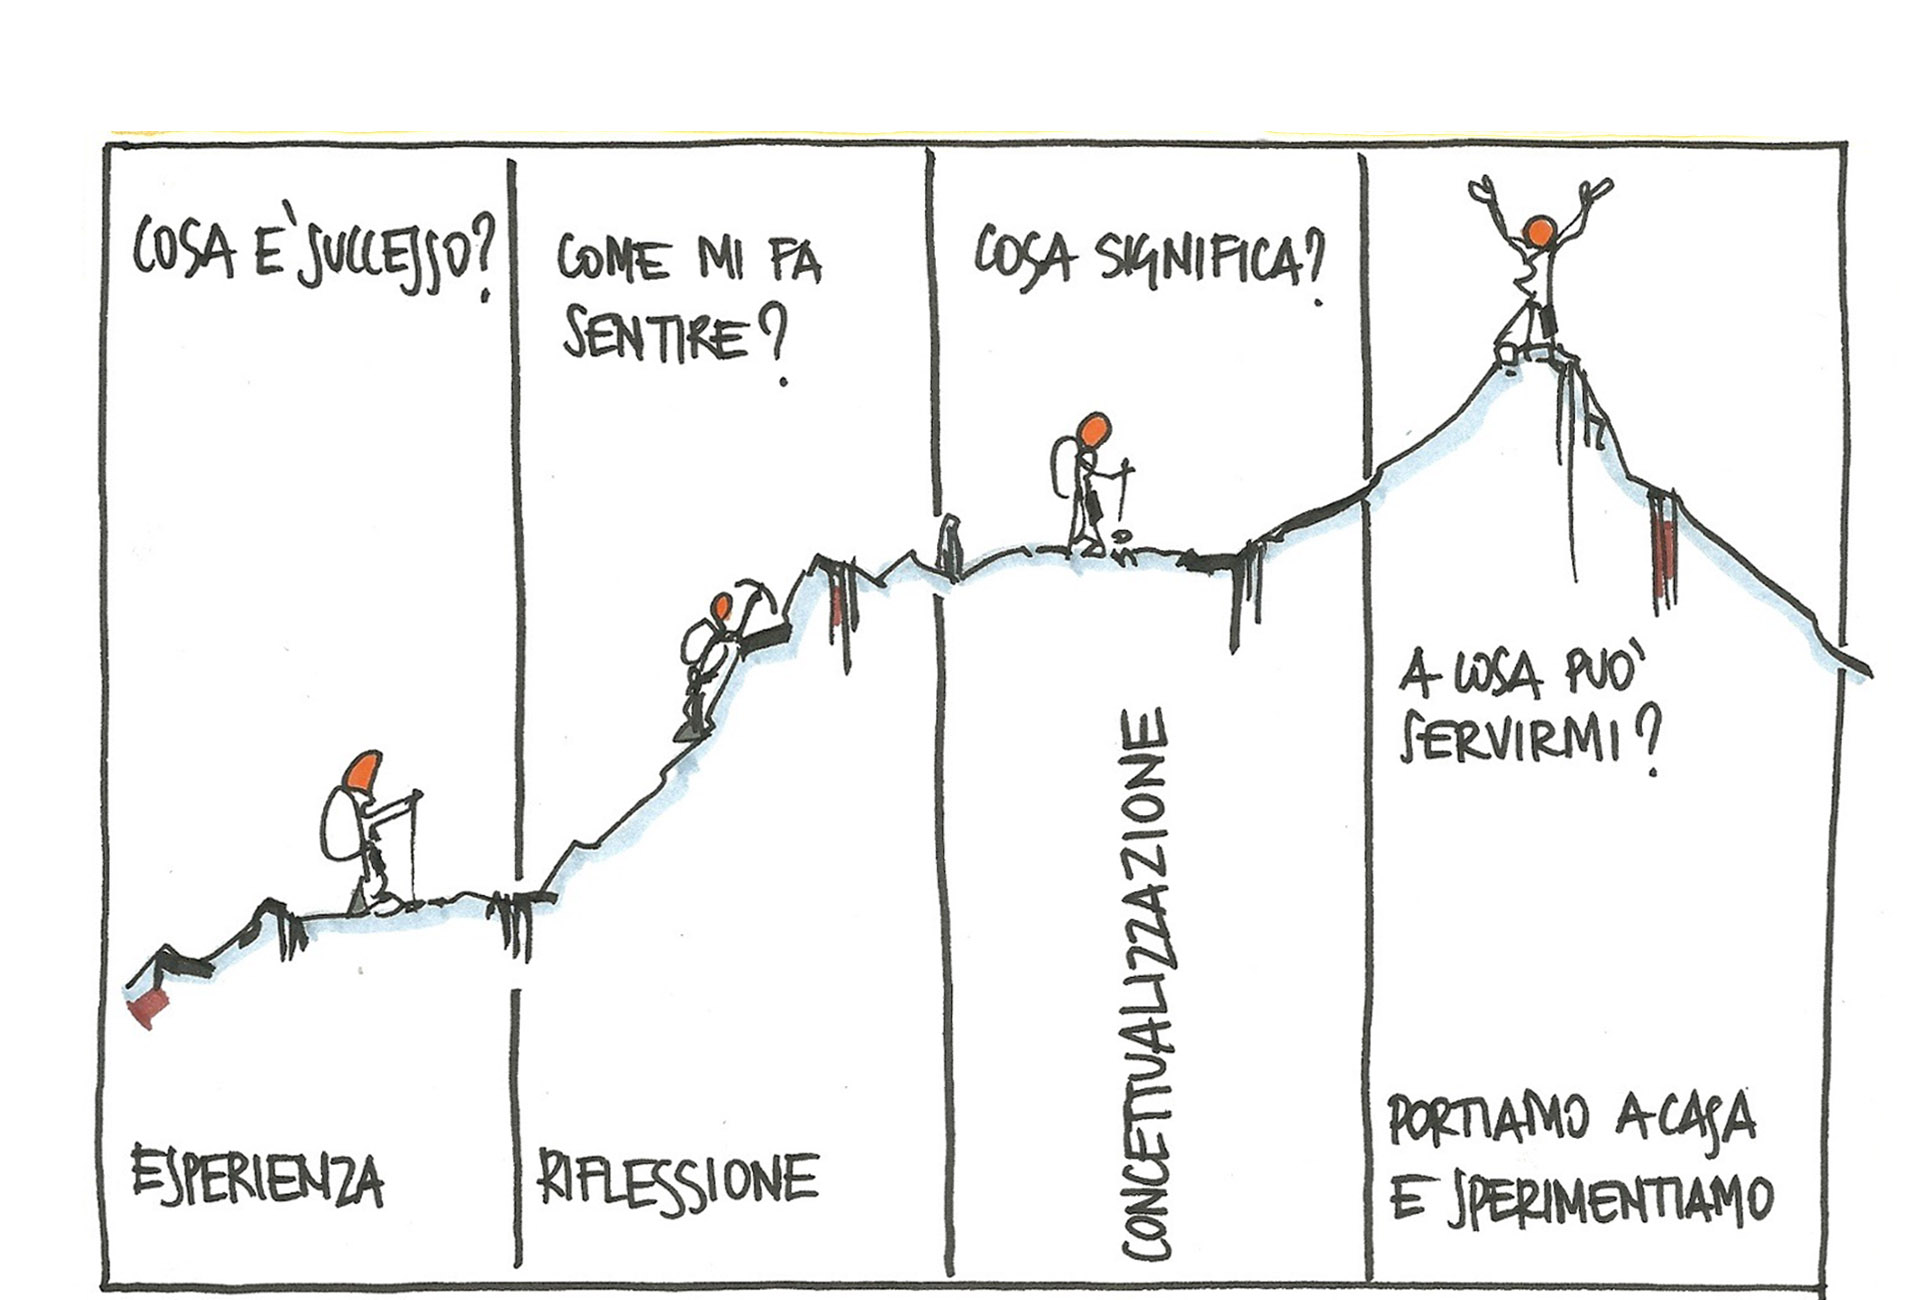 COSA E' SUCCESSO?
ESPERIENZA
COME MI FA
SENTIRE?
RIFLESSIONE
COSA SIGNIFICA?
CONCETTUALIZZAZIONE
A COSA PUO'
SERVIRMI?
PORTIAMO A CASA
E SPERIMENTIAMO